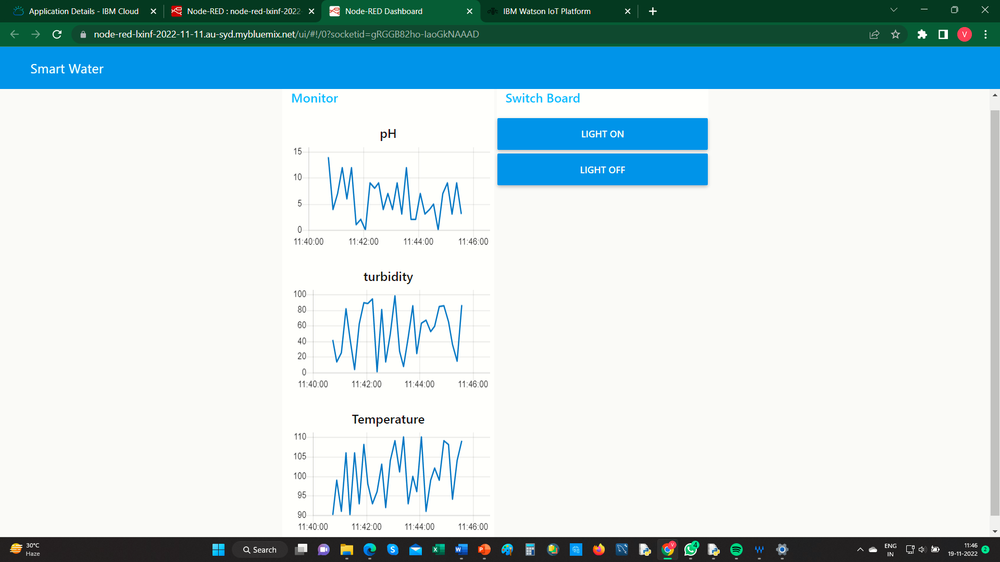 Application Details - IBM Cloud
Node-RED : node-red-lxinf-2022-
Node-RED Dashboard
IBM Watson IoT Platform
node-red-lxinf-2022-11-11.au-syd.mybluemix.net/ui/#!/0?socketid=gRGGB82ho-IaoGkNAAAD
V
Smart Water
Monitor
Switch Board
LIGHT ON
LIGHT OFF
pH
15
10
5
0
11:40:00 11:42:00 11:44:00 11:46:00
turbidity
100
80
60
40
20
0
11:40:00 11:42:00 11:44:00 11:46:00
Temperature
110
105
100
95
90
11:40:00 11:42:00 11:44:00 11:46:00
30°C
Haze
Search
V
4
ENG
IN
11:46
19-11-2022
2